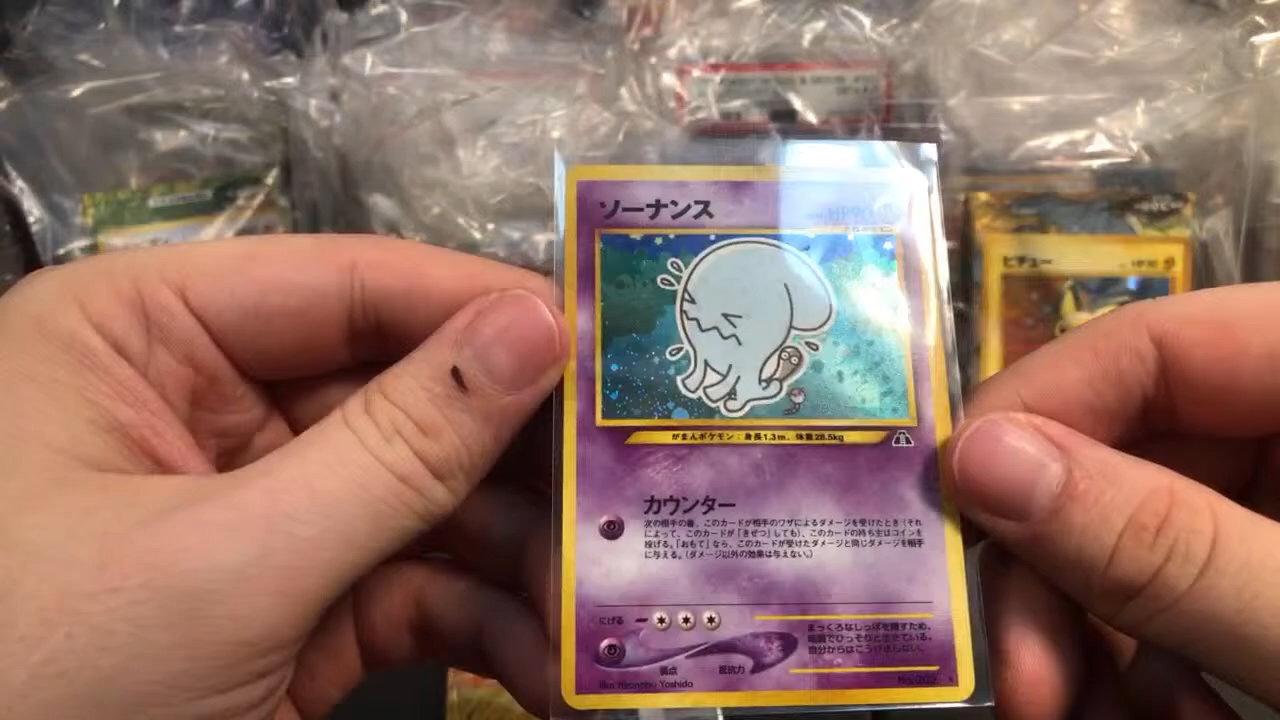 ソーナンス
ピチュー
がまんポケモン:身長1.3m、体重28.5kg
カウンター
次の相手の番、このカードが相手のワザによるダメージを受けたとき(それ
によって、このカードが「きぜつ」しても)、このカードの持ち主はコインを
投げる。「おもて」なら、このカードが受けたダメージと同じダメージを相手
に与える。(ダメージ以外の効果は与えない。)
にげる
まっくろなしっぽを隠すため、
暗闇でひっそりと生きている。
自分からはこうげきしない。
弱点 抵抗力
Illus. Hironobu Yoshida